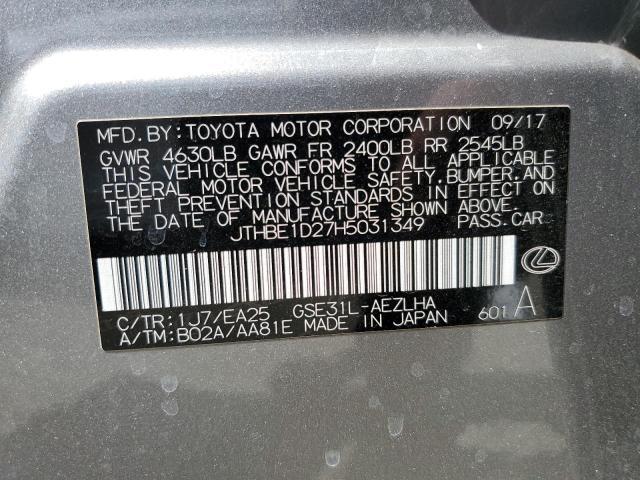 MFD. BY: TOYOTA MOTOR CORPORATION 09/17
GVWR 4630LB GAWR FR 2400LB RR 2545LB
THIS VEHICLE CONFORMS TO ALL APPLICABLE
FEDERAL MOTOR VEHICLE SAFETY, BUMPER, AND
THEFT PREVENTION STANDARDS IN EFFECT ON
THE DATE OF MANUFACTURE SHOWN ABOVE.
JTHBE1D27H5031349 PASS. CAR
C/TR: 1J7/EA25 GSE31L-AEZLHA
A/TM: B02A/AA81E MADE IN JAPAN 601 A